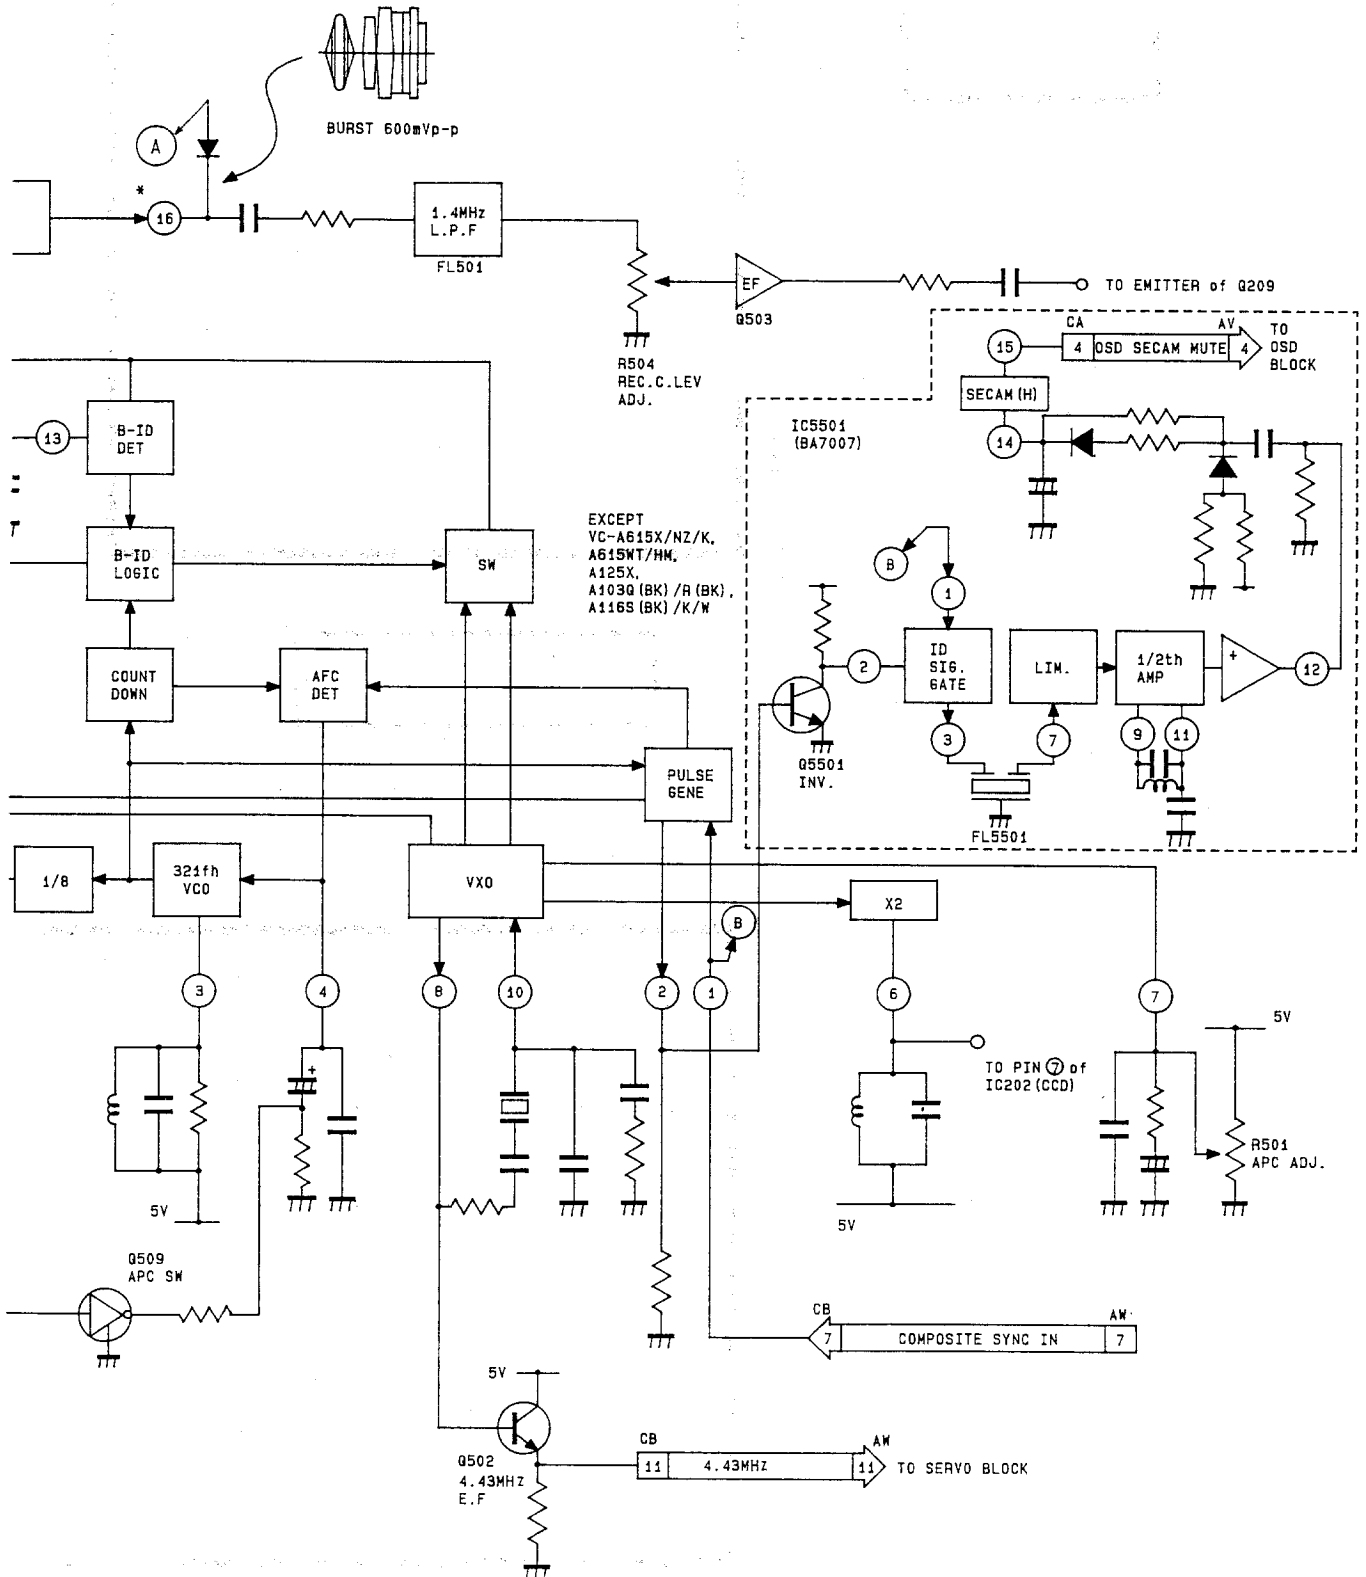 BURST 600mVp-p
A
*
16
1.4MHz
L.P.F
FL501
EF
Q503
TO EMITTER of Q209
R504
REC.C.LEV
ADJ.
CA
AV
4
OSD SECAM MUTE
4
TO
OSD
BLOCK
15
SECAM(H)
14
IC5501
(BA7007)
13
B-ID
DET
B-ID
LOGIC
SW
EXCEPT
VC-A615X/NZ/K,
A615WT/HM,
A125X,
A103Q(BK)/R(BK),
A116S(BK)/K/W
B
1
2
ID
SIG.
GATE
LIM.
1/2th
AMP
+
12
3
7
9
11
Q5501
INV.
FL5501
COUNT
DOWN
AFC
DET
PULSE
GENE
1/8
321fh
VCO
VXO
X2
B
3
4
8
10
2
1
6
7
5V
+
TO PIN 7 of
IC202(CCD)
R501
APC ADJ.
5V
5V
Q509
APC SW
CB
AW
7
COMPOSITE SYNC IN
7
5V
Q502
4.43MHz
E.F
CB
AW
11
4.43MHz
11
TO SERVO BLOCK